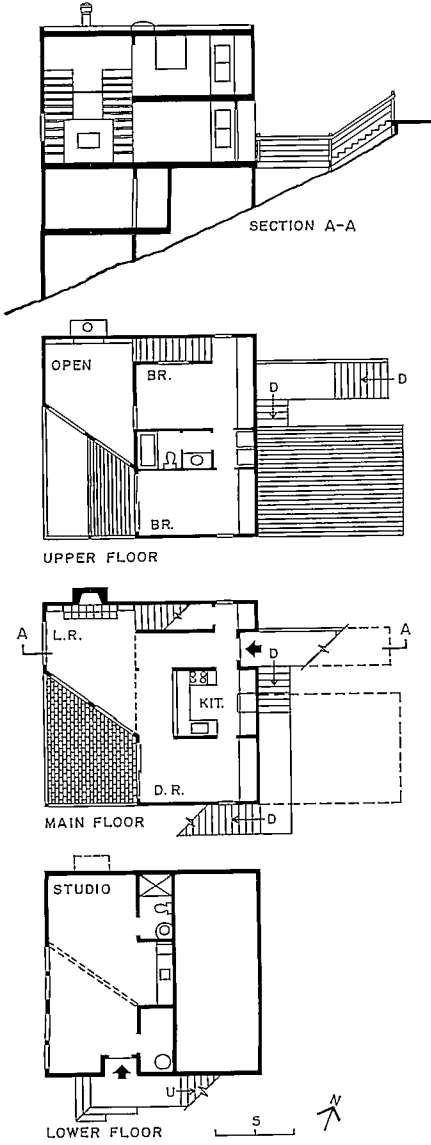 SECTION A-A
OPEN
BR.
D
D
BR.
UPPER FLOOR
A
L.R.
A
D
KIT.
D.R.
D
MAIN FLOOR
STUDIO
U
LOWER FLOOR
5
N